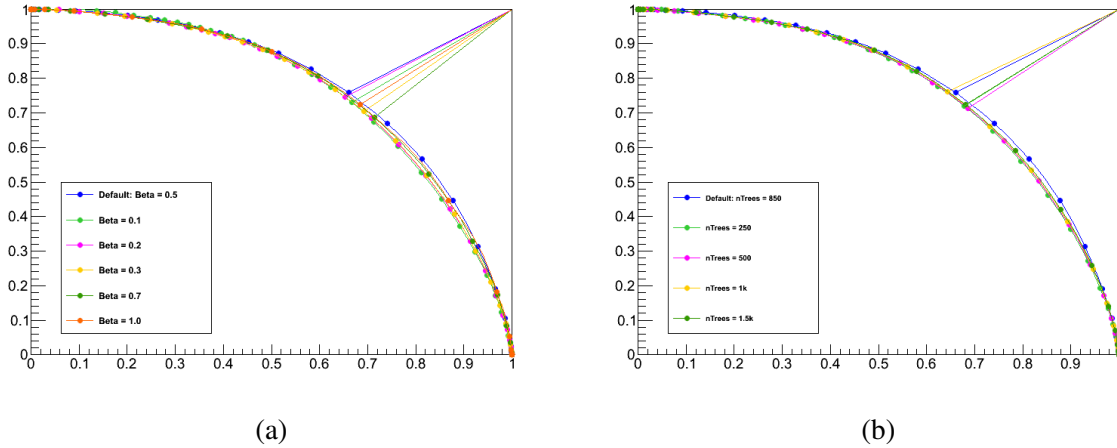 1
0.9
0.8
0.7
0.6
0.5
0.4
0.3
0.2
0.1
0
Default: Beta = 0.5
Beta = 0.1
Beta = 0.2
Beta = 0.3
Beta = 0.7
Beta = 1.0
0 0.1 0.2 0.3 0.4 0.5 0.6 0.7 0.8 0.9 1
(a)
1
0.9
0.8
0.7
0.6
0.5
0.4
0.3
0.2
0.1
0
Default: nTrees = 850
nTrees = 250
nTrees = 500
nTrees = 1k
nTrees = 1.5k
0 0.1 0.2 0.3 0.4 0.5 0.6 0.7 0.8 0.9
(b)